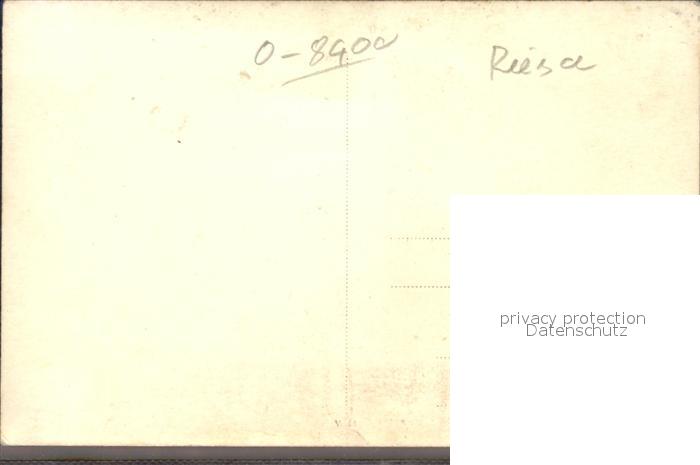 O-8400
Riesa
privacy protection
Datenschutz